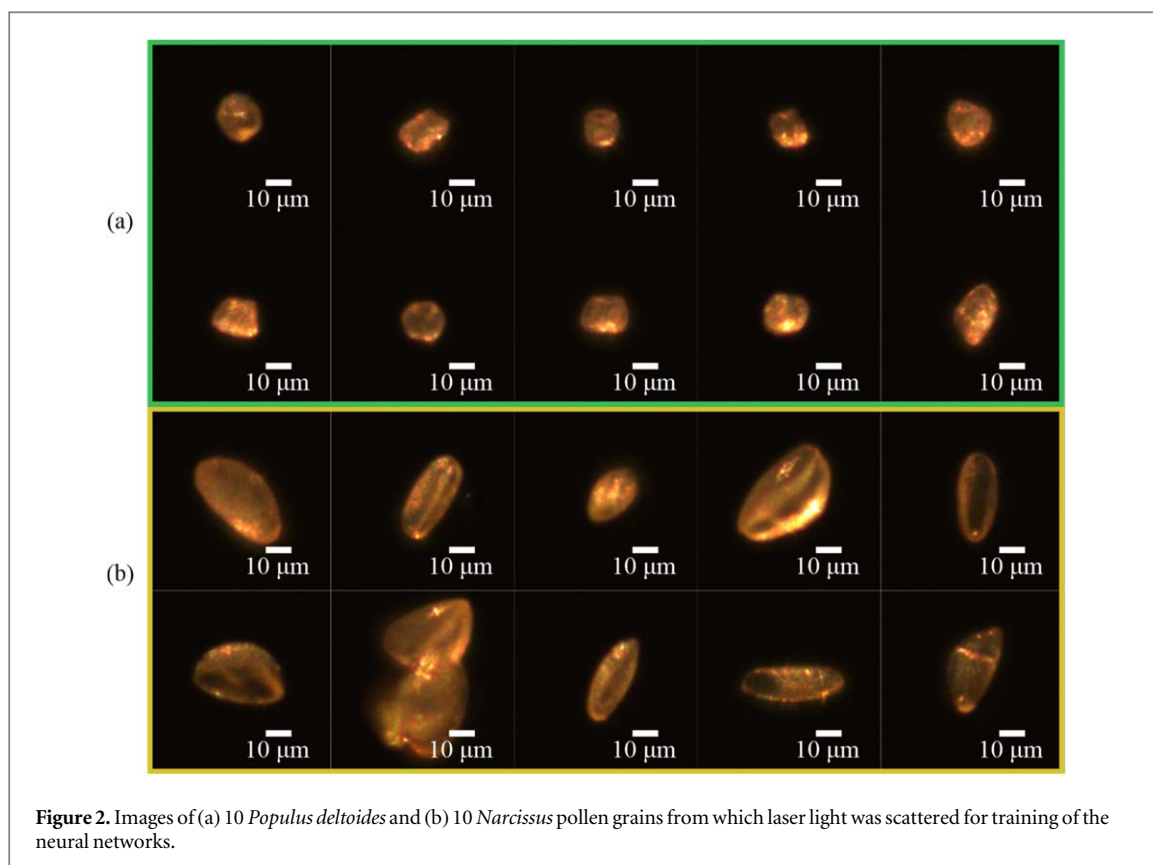 (a)
10 μm 10 μm 10 μm 10 μm 10 μm
10 μm 10 μm 10 μm 10 μm 10 μm
(b)
10 μm 10 μm 10 μm 10 μm 10 μm
10 μm 10 μm 10 μm 10 μm 10 μm
Figure 2. Images of (a) 10 Populus deltoides and (b) 10 Narcissus pollen grains from which laser light was scattered for training of the
neural networks.